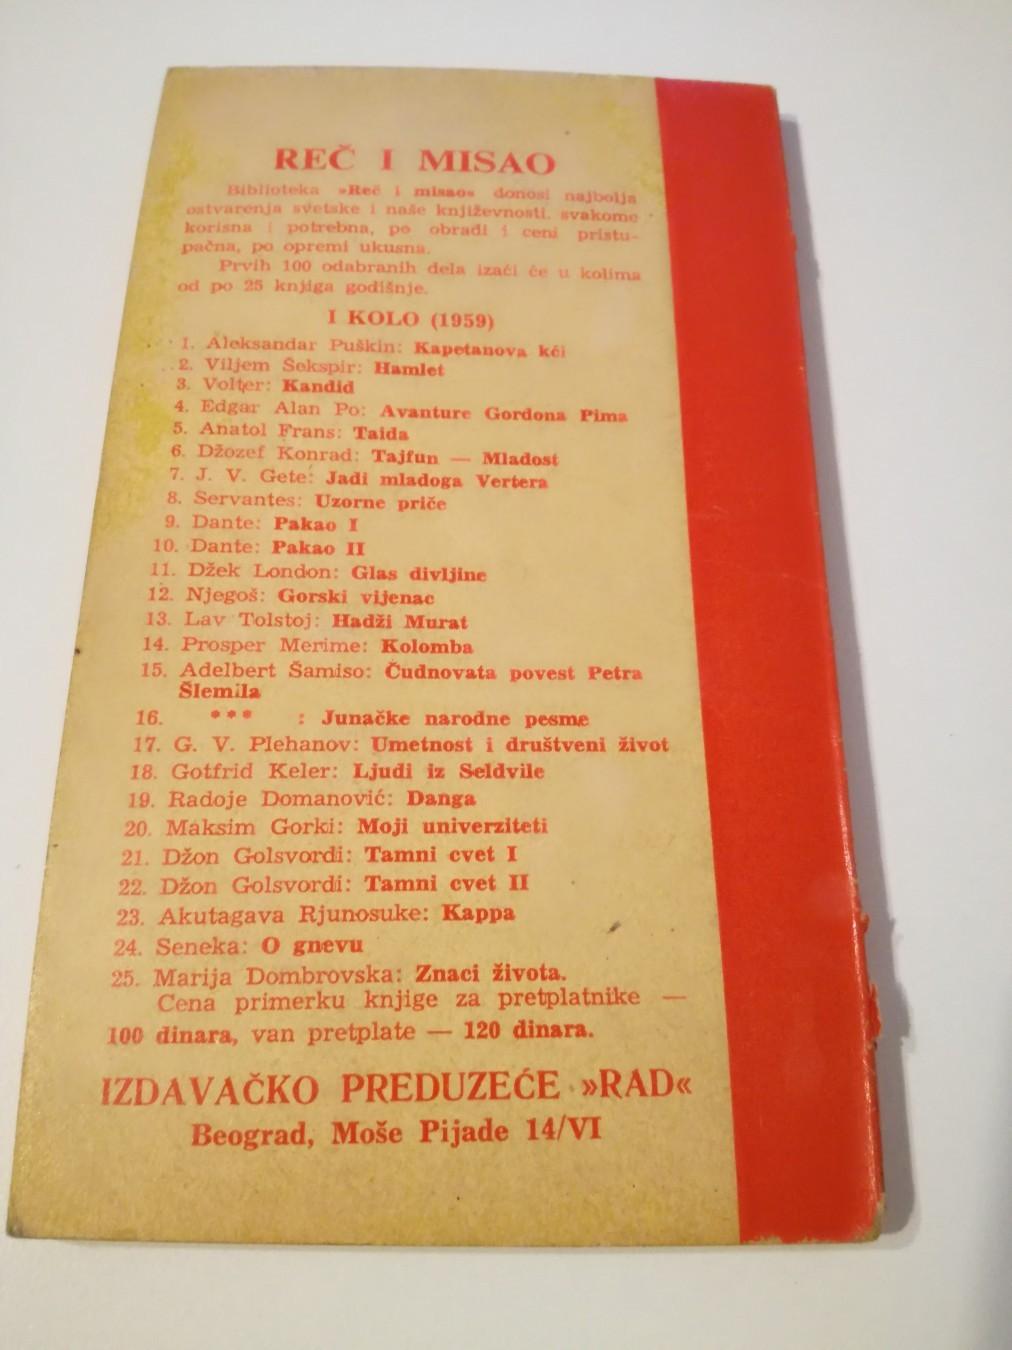 REČ I MISAO
Biblioteka »Reč i misao« donosi najbolja
ostvarenja svetske i naše književnosti, svakome
korisna i potrebna, po obradi i ceni pristu-
pačna, po opremi ukusna.
Prvih 100 odabranih dela izaći će u kolima
od po 25 knjiga godišnje.
I KOLO (1959)
1. Aleksandar Puškin: Kapetanova kći
2. Viljem Šekspir: Hamlet
3. Volter: Kandid
4. Edgar Alan Po: Avanture Gordona Pima
5. Anatol Frans: Taida
6. Džozef Konrad: Tajfun — Mladost
7. J. V. Gete: Jadi mladoga Vertera
8. Servantes: Uzorne priče
9. Dante: Pakao I
10. Dante: Pakao II
11. Džek London: Glas divljine
12. Njegoš: Gorski vijenac
13. Lav Tolstoj: Hadži Murat
14. Prosper Merime: Kolomba
15. Adelbert Šamiso: Čudnovata povest Petra
Šlemila
16. * * * : Junačke narodne pesme
17. G. V. Plehanov: Umetnost i društveni život
18. Gotfrid Keler: Ljudi iz Seldvile
19. Radoje Domanović: Danga
20. Maksim Gorki: Moji univerziteti
21. Džon Golsvordi: Tamni cvet I
22. Džon Golsvordi: Tamni cvet II
23. Akutagava Rjunosuke: Kappa
24. Seneka: O gnevu
25. Marija Dombrovska: Znaci života.
Cena primerku knjige za pretplatnike —
100 dinara, van pretplate — 120 dinara.
IZDAVAČKO PREDUZEĆE »RAD«
Beograd, Moše Pijade 14/VI